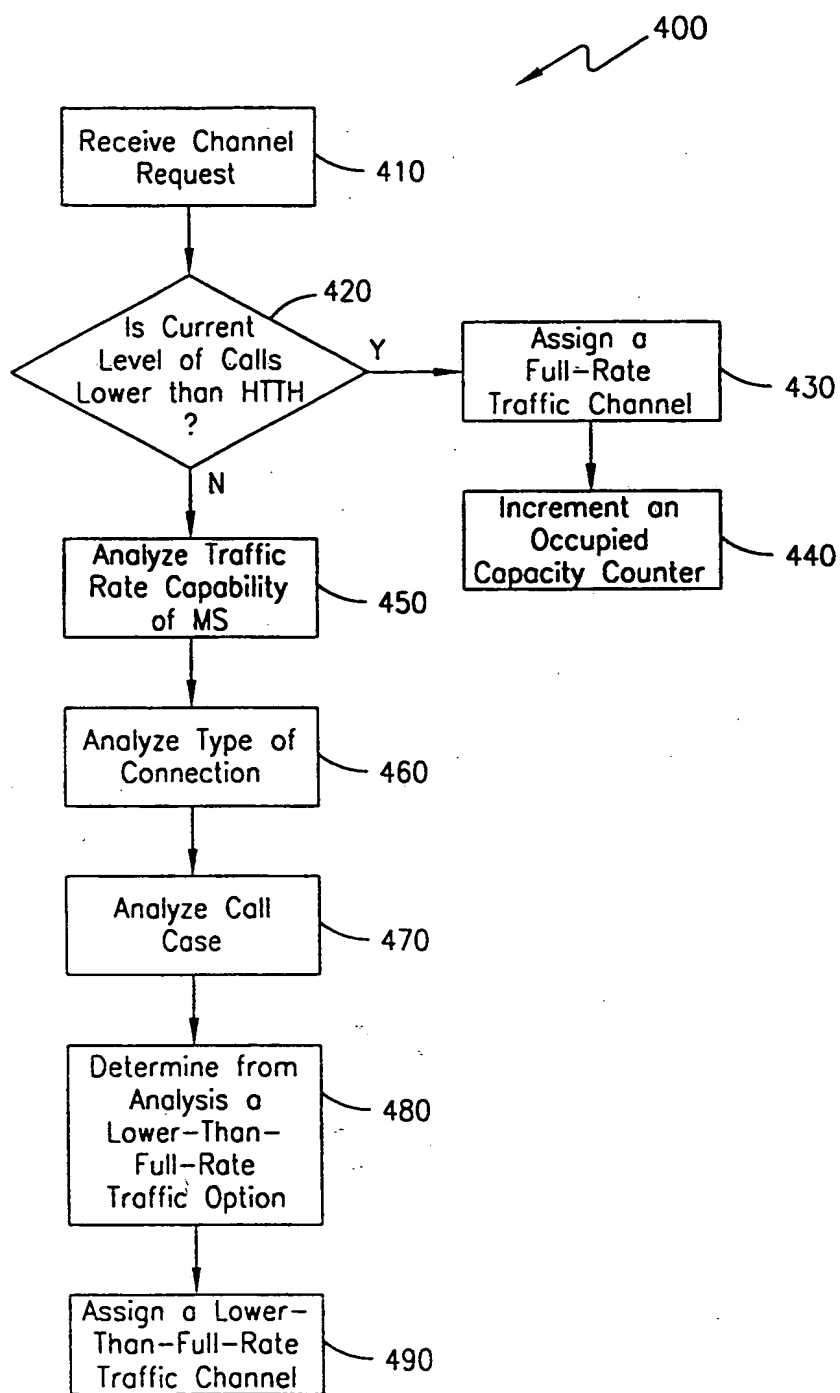 400
Receive Channel
Request
410
420
Is Current
Level of Calls
Lower than HTTH
?
Y
N
Assign a
Full-Rate
Traffic Channel
430
Increment an
Occupied
Capacity Counter
440
Analyze Traffic
Rate Capability
of MS
450
Analyze Type of
Connection
460
Analyze Call
Case
470
Determine from
Analysis a
Lower-Than-
Full-Rate
Traffic Option
480
Assign a Lower-
Than-Full-Rate
Traffic Channel
490